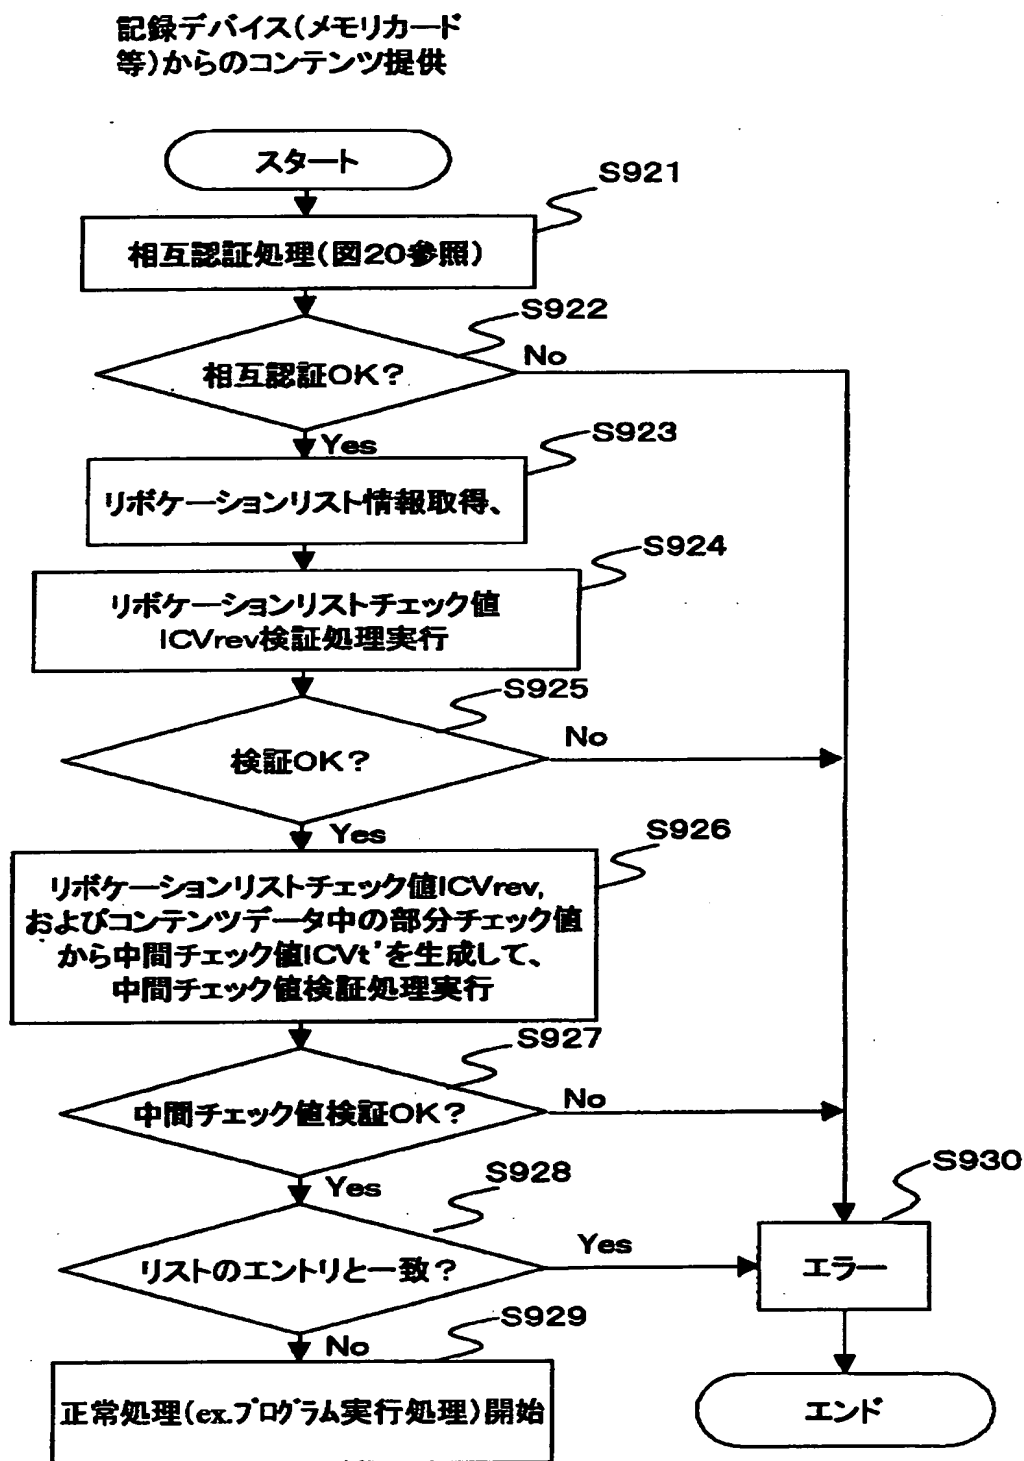 記録デバイス(メモリカード
等)からのコンテンツ提供
スタート
S921
相互認証処理(図20参照)
S922
相互認証OK?
No
Yes
S923
リボケーションリスト情報取得、
S924
リボケーションリストチェック値
ICVrev検証処理実行
S925
検証OK?
No
Yes
S926
リボケーションリストチェック値ICVrev,
およびコンテンツデータ中の部分チェック値
から中間チェック値ICVt'を生成して、
中間チェック値検証処理実行
S927
中間チェック値検証OK?
No
Yes
S928
リストのエントリと一致?
Yes
No
S929
正常処理(ex.プログラム実行処理)開始
S930
エラー
エンド